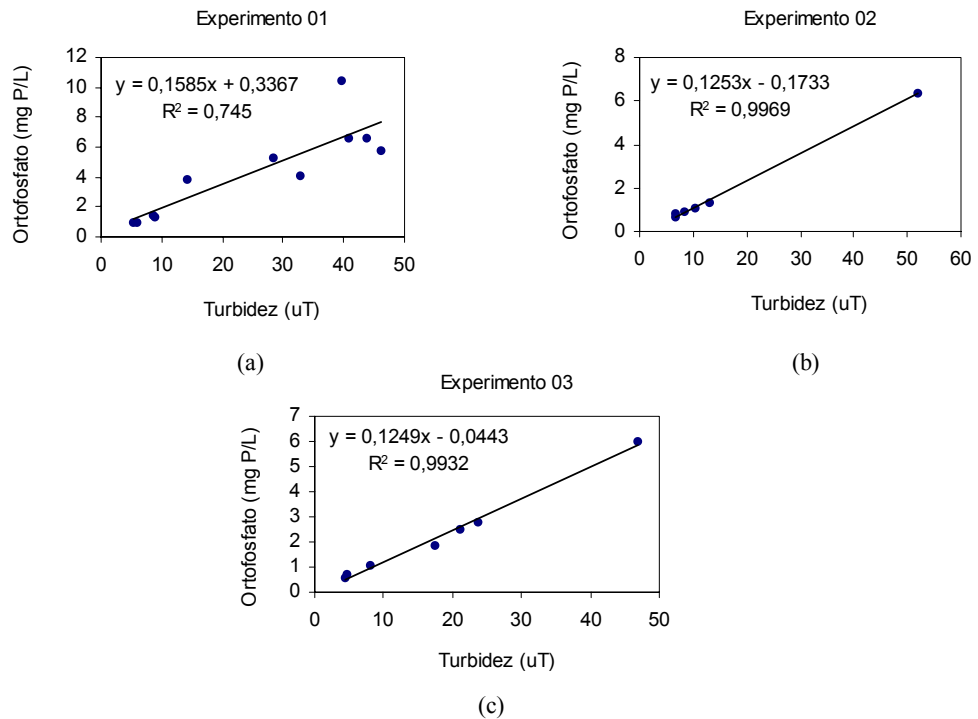 Experimento 01
12
10
8
6
4
2
0
y = 0,1585x + 0,3367
R² = 0,745
0 10 20 30 40 50
Ortofosfato (mg P/L)
Turbidez (uT)
(a)
Experimento 02
8
6
4
2
0
y = 0,1253x - 0,1733
R² = 0,9969
0 10 20 30 40 50 60
Ortofosfato (mg P/L)
Turbidez (uT)
(b)
Experimento 03
7
6
5
4
3
2
1
0
y = 0,1249x - 0,0443
R² = 0,9932
0 10 20 30 40 50
Ortofosfato (mg P/L)
Turbidez (uT)
(c)